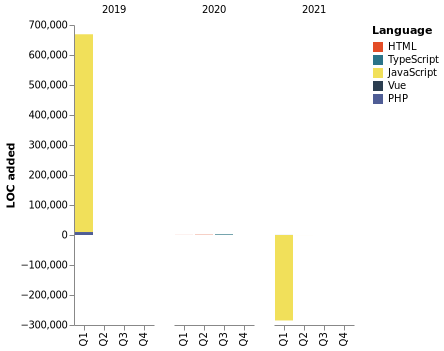 2019 2020 2021
Language
HTML
TypeScript
JavaScript
Vue
PHP
LOC added
700,000
600,000
500,000
400,000
300,000
200,000
100,000
0
−100,000
−200,000
−300,000
Q1 Q2 Q3 Q4 Q1 Q2 Q3 Q4 Q1 Q2 Q3 Q4